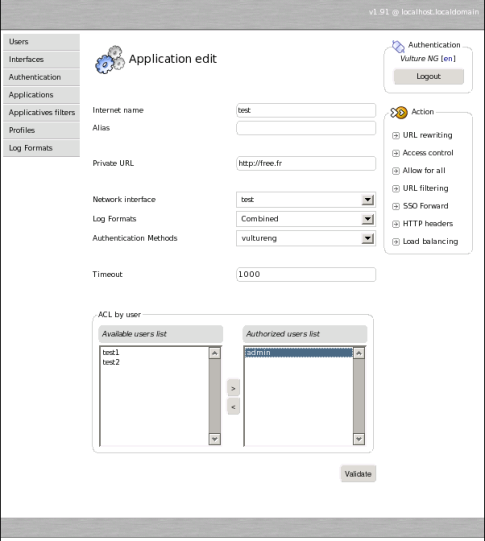 v1.91 @ localhost.localdomain
Users
Interfaces
Authentication
Applications
Applicatives filters
Profiles
Log Formats
Application edit
Internet name test
Alias
Private URL http://free.fr
Network interface test
Log Formats Combined
Authentication Methods vultureng
Timeout 1000
ACL by user
Available users list
test1
test2
>
<
Authorized users list
admin
Validate
Authentication
Vulture NG [en]
Logout
Action
URL rewriting
Access control
Allow for all
URL filtering
SSO Forward
HTTP headers
Load balancing